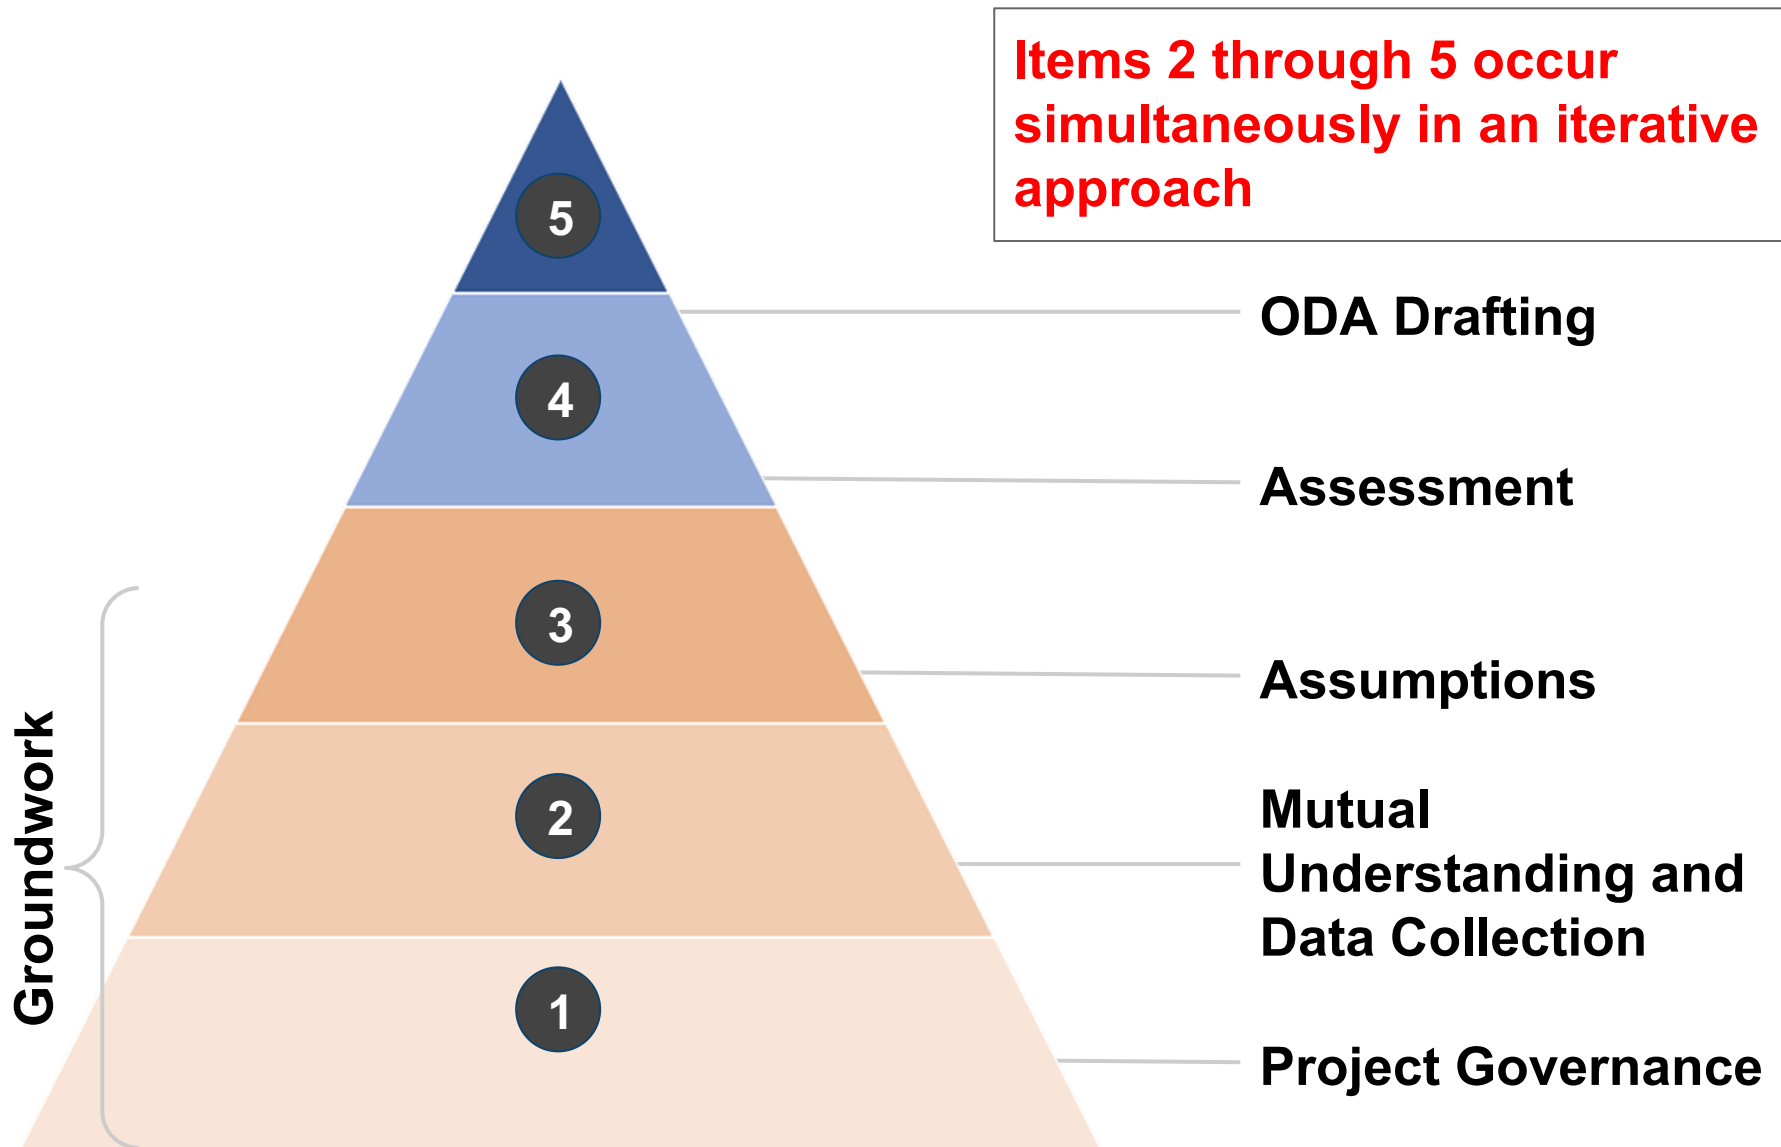 Items 2 through 5 occur
simultaneously in an iterative
approach
5
ODA Drafting
4
Assessment
3
Assumptions
Groundwork
2
Mutual
Understanding and
Data Collection
1
Project Governance